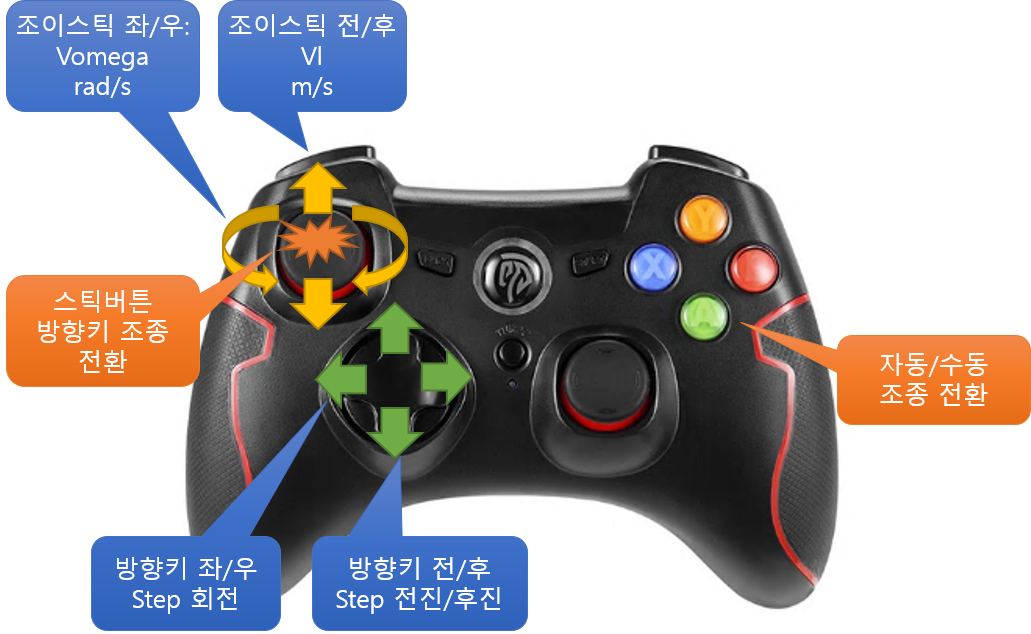 조이스틱 좌/우:
Vomega
rad/s
조이스틱 전/후
Vl
m/s
Y
X
A
스틱버튼
방향키 조종
전환
자동/수동
조종 전환
방향키 좌/우
Step 회전
방향키 전/후
Step 전진/후진